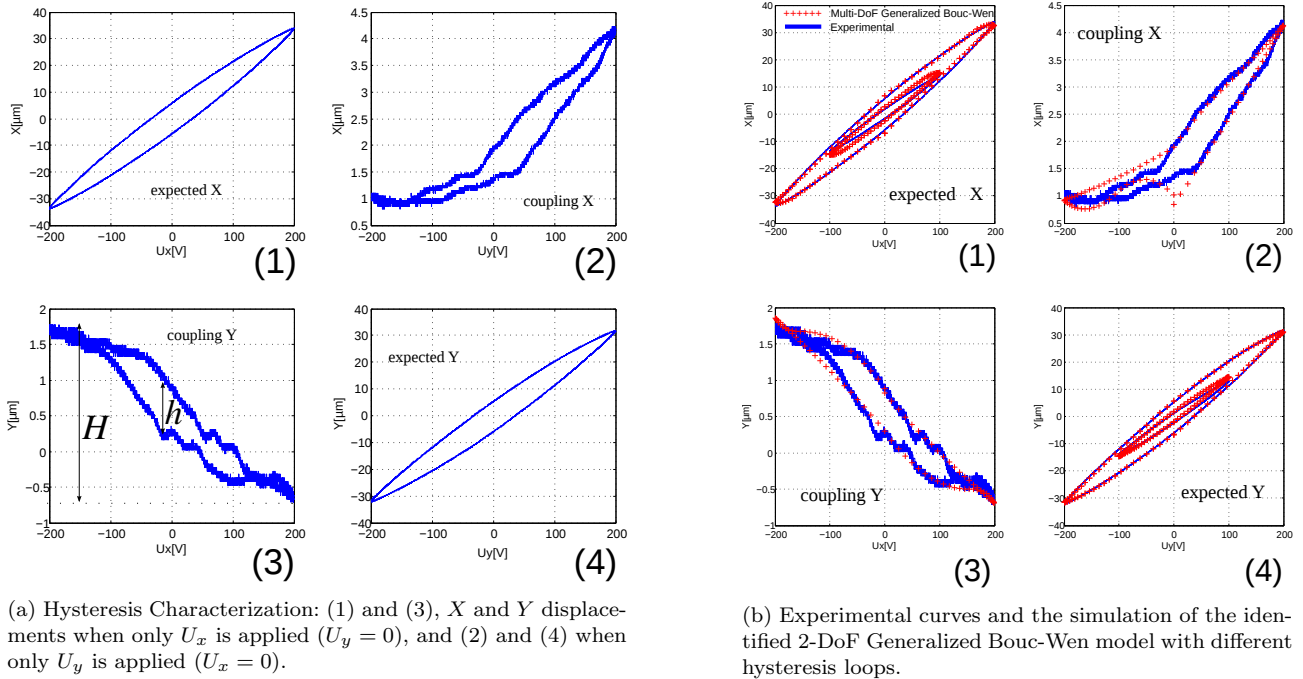 40
30
20
10
0
−10
−20
−30
−40
−200 −100 0 100 200
X[μm]
Ux[V]
expected X
(1)
4.5
4
3.5
3
2.5
2
1.5
1
0.5
−200 −100 0 100 200
X[μm]
Uy[V]
coupling X
(2)
2
1.5
1
0.5
0
−0.5
−1
−200 −100 0 100 200
Y[μm]
Ux[V]
coupling Y
H
h
(3)
40
30
20
10
0
−10
−20
−30
−40
−200 −100 0 100 200
Y[μm]
Uy[V]
expected Y
(4)
(a) Hysteresis Characterization: (1) and (3), X and Y displace-
ments when only Ux is applied (Uy = 0), and (2) and (4) when
only Uy is applied (Ux = 0).
40
30
20
10
0
−10
−20
−30
−40
−200 −100 0 100 200
X[μm]
Ux[V]
Multi-DoF Generalized Bouc-Wen
Experimental
expected X
(1)
4.5
4
3.5
3
2.5
2
1.5
1
0.5
−200 −100 0 100 200
X[μm]
Uy[V]
coupling X
(2)
2
1.5
1
0.5
0
−0.5
−1
−200 −100 0 100 200
Y[μm]
Ux[V]
coupling Y
(3)
40
30
20
10
0
−10
−20
−30
−40
−200 −100 0 100 200
Y[μm]
Uy[V]
expected Y
(4)
(b) Experimental curves and the simulation of the iden-
tified 2-DoF Generalized Bouc-Wen model with different
hysteresis loops.